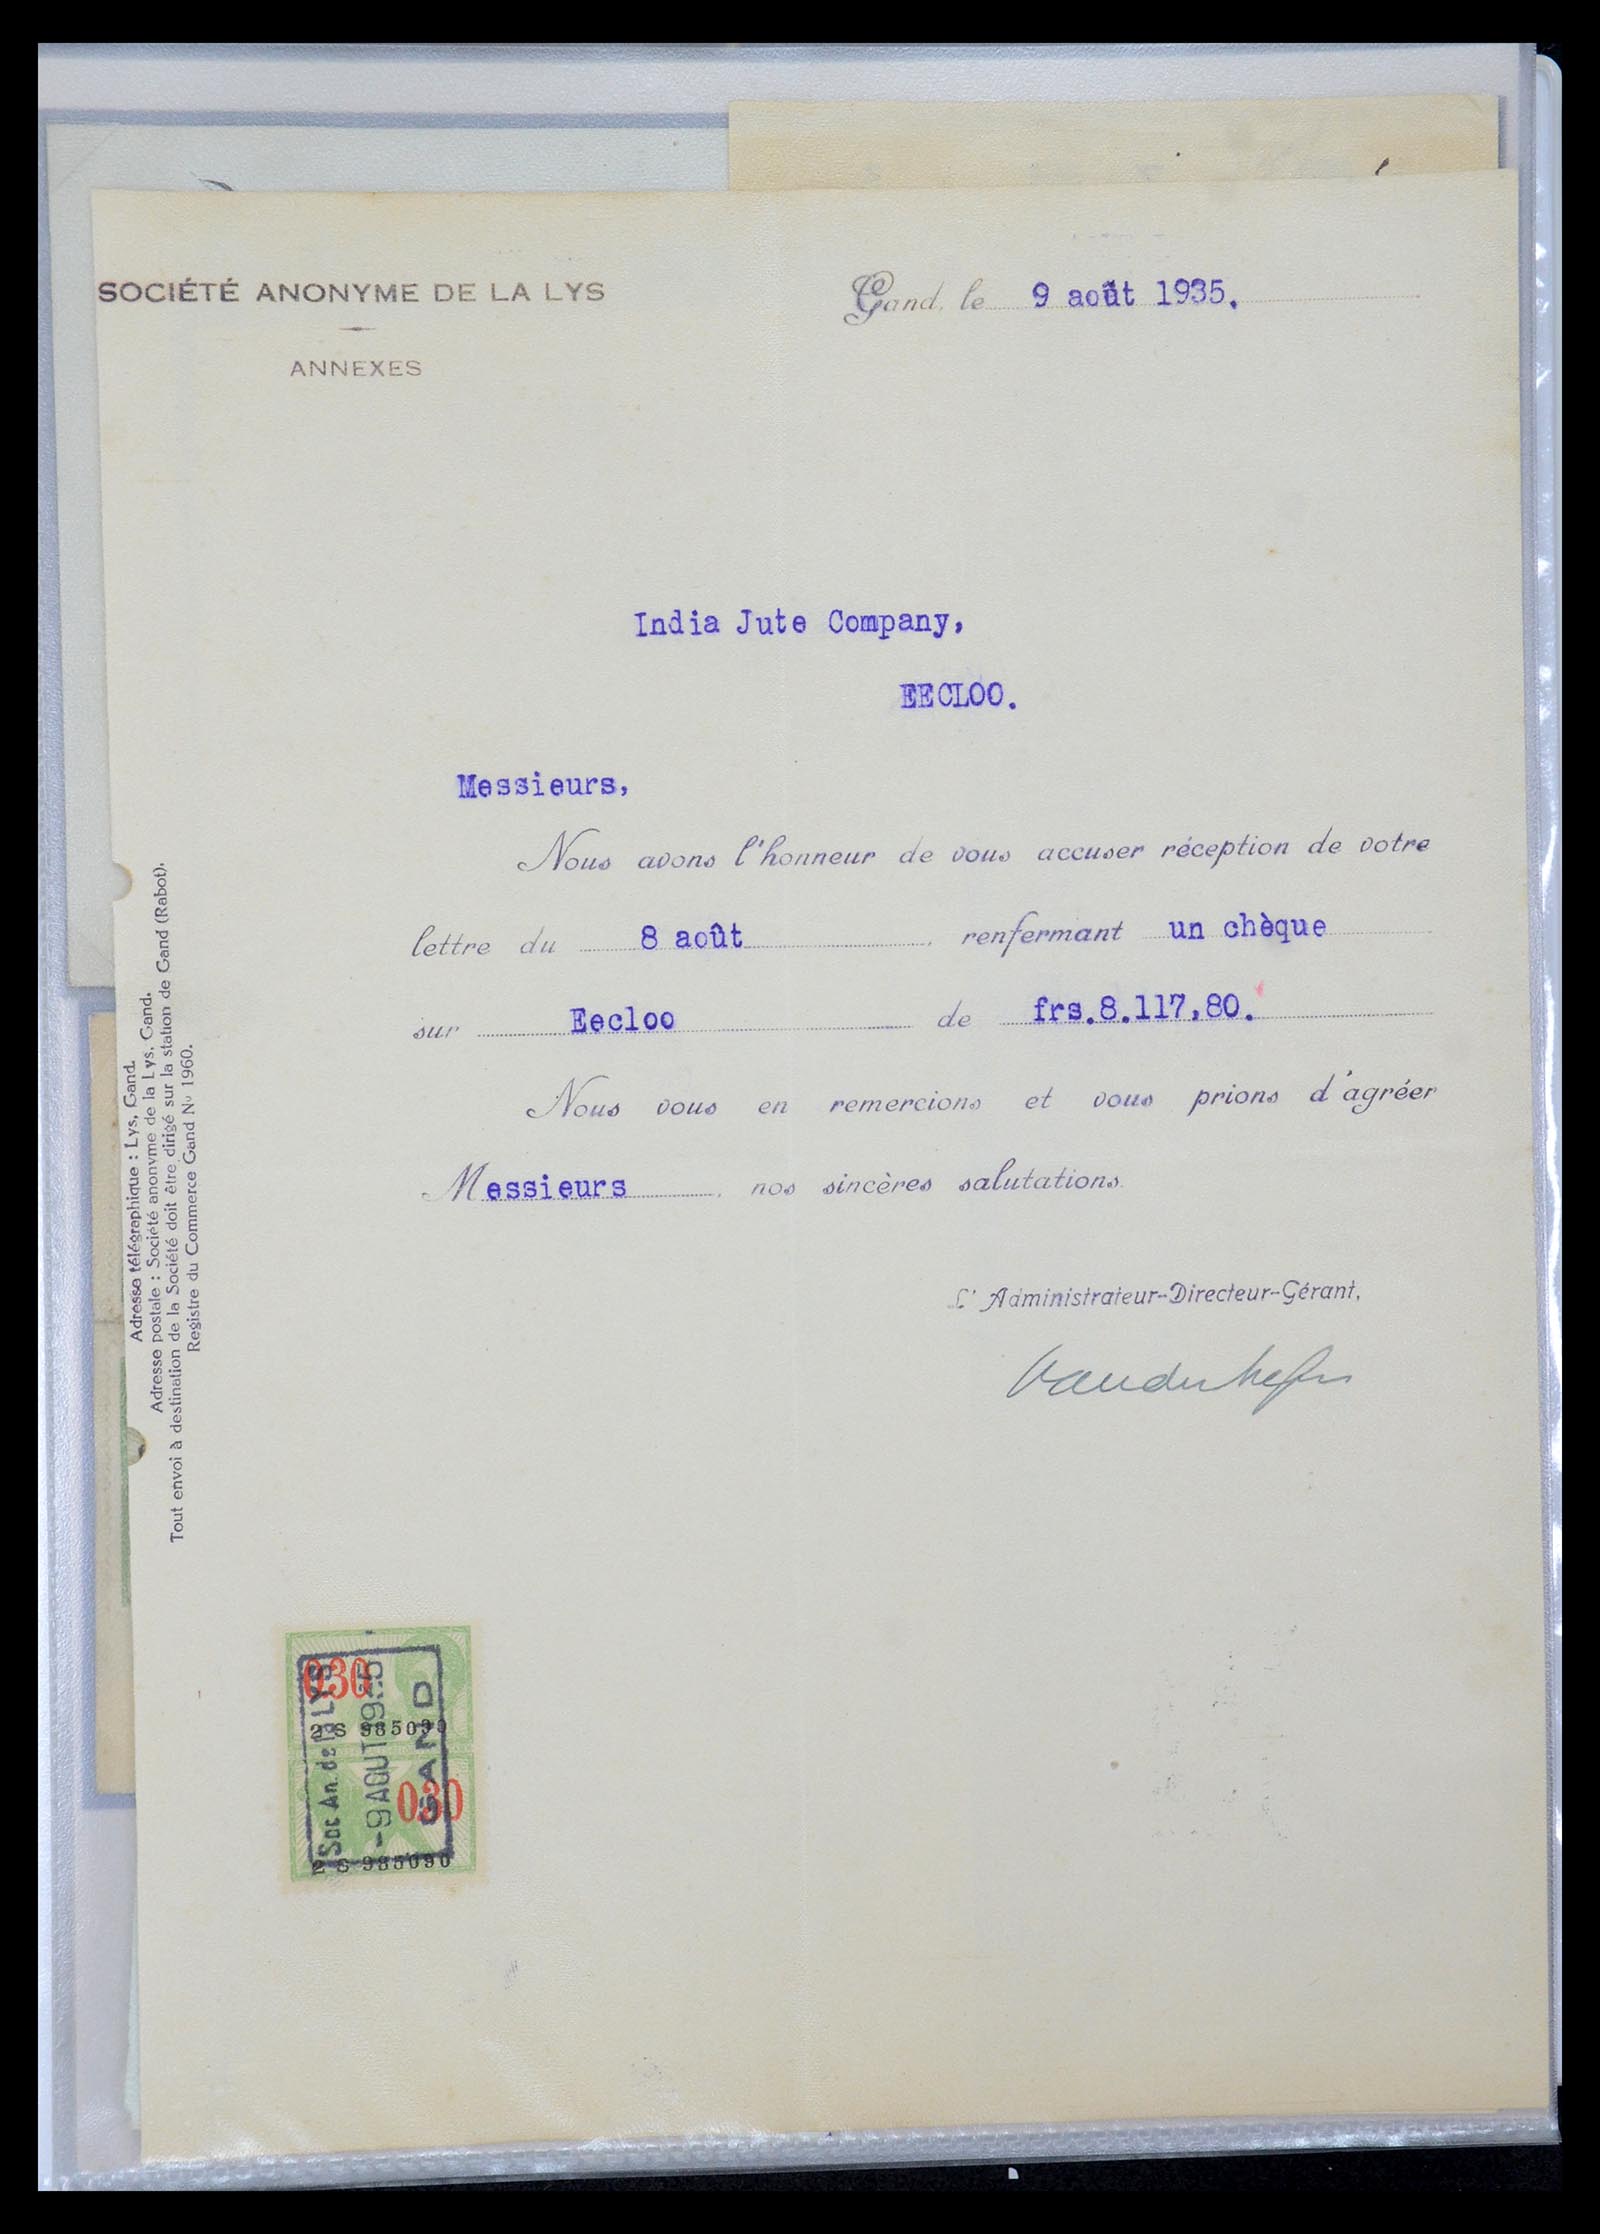 SOCIÉTÉ ANONYME DE LA LYS
ANNEXES
Gand, le 9 août 1935.
India Jute Company,
EECLOO.
Messieurs,
Nous avons l'honneur de vous accuser réception de votre
lettre du 8 août, renfermant un chèque
sur Eecloo de frs.8.117,80.
Nous vous en remercions et vous prions d'agréer
Messieurs, nos sincères salutations.
L'Administrateur-Directeur-Gérant,
Adresse télégraphique : Lys, Gand.
Adresse postale : Société anonyme de la Lys, Gand.
Tout envoi à destination de la Société doit être dirigé sur la station de Gand (Rabot).
Registre du Commerce Gand No 1960.
030
2 S 985090
030
2 S 985090
Soc An. de la LYS
-9 AOUT 1935
GAND